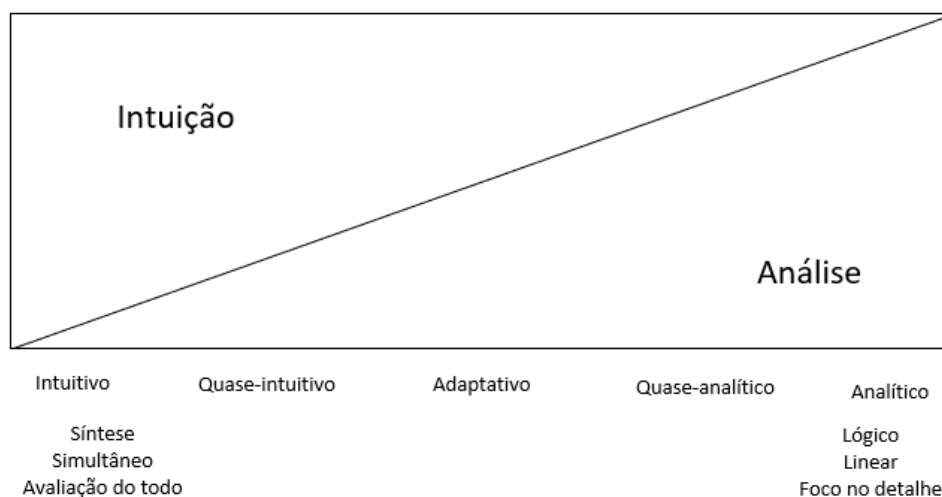 Intuição
Análise
Intuitivo
Quase-intuitivo
Adaptativo
Quase-analítico
Analítico
Síntese
Simultâneo
Avaliação do todo
Lógico
Linear
Foco no detalhe